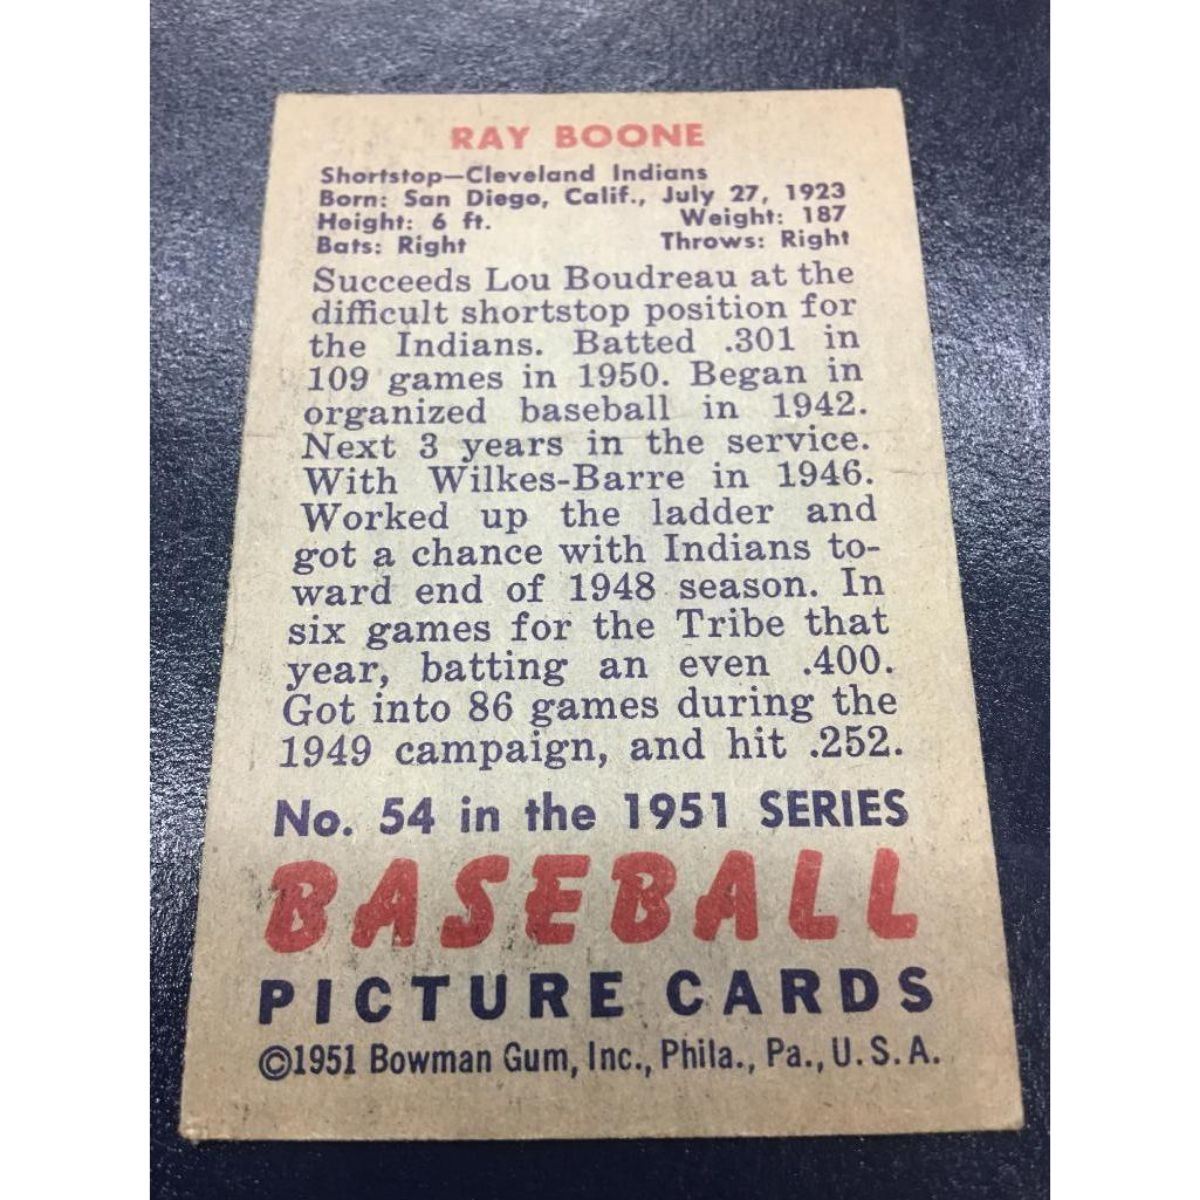 RAY BOONE
Shortstop—Cleveland Indians
Born: San Diego, Calif., July 27, 1923
Height: 6 ft. Weight: 187
Bats: Right Throws: Right
Succeeds Lou Boudreau at the
difficult shortstop position for
the Indians. Batted .301 in
109 games in 1950. Began in
organized baseball in 1942.
Next 3 years in the service.
With Wilkes-Barre in 1946.
Worked up the ladder and
got a chance with Indians to-
ward end of 1948 season. In
six games for the Tribe that
year, batting an even .400.
Got into 86 games during the
1949 campaign, and hit .252.
No. 54 in the 1951 SERIES
BASEBALL
PICTURE CARDS
©1951 Bowman Gum, Inc., Phila., Pa., U.S.A.